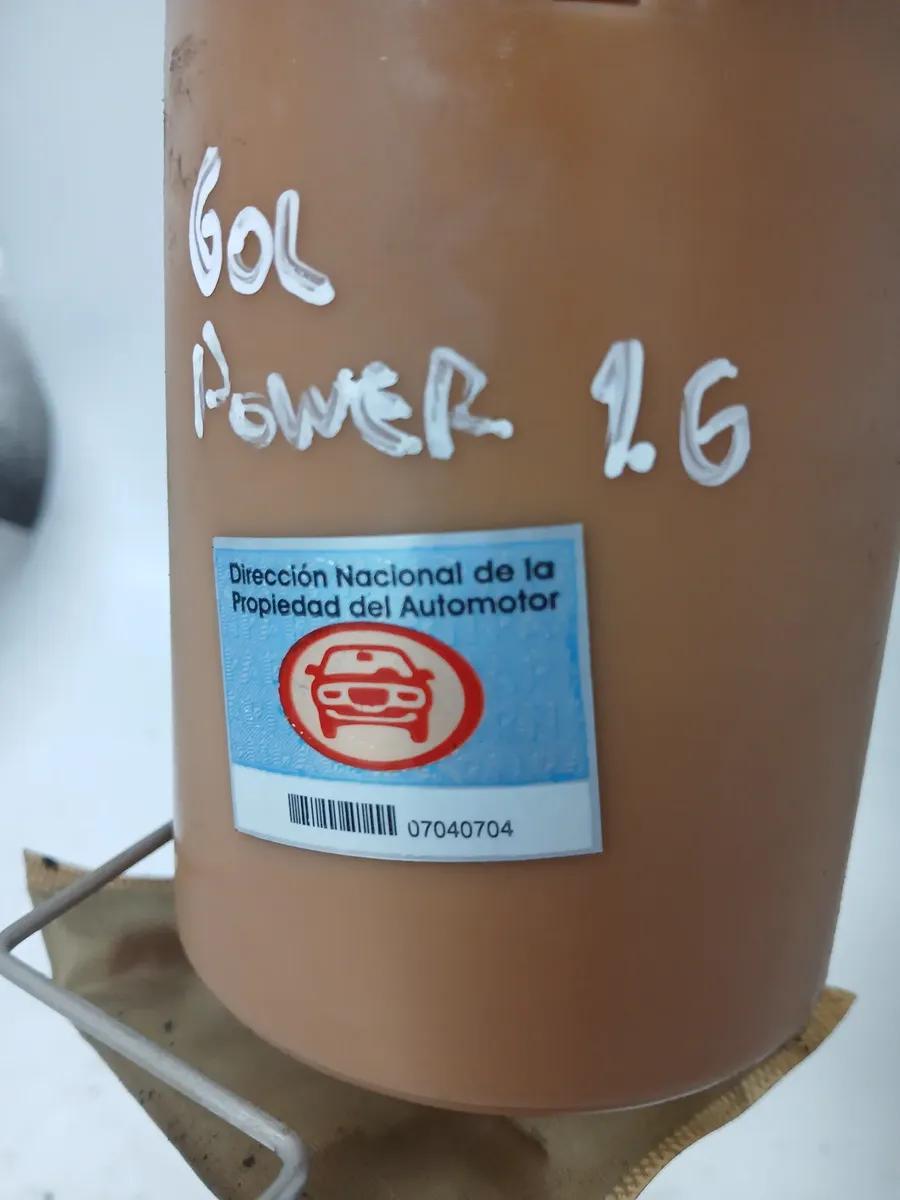 GOL
POWER 1.6
Dirección Nacional de la
Propiedad del Automotor
07040704